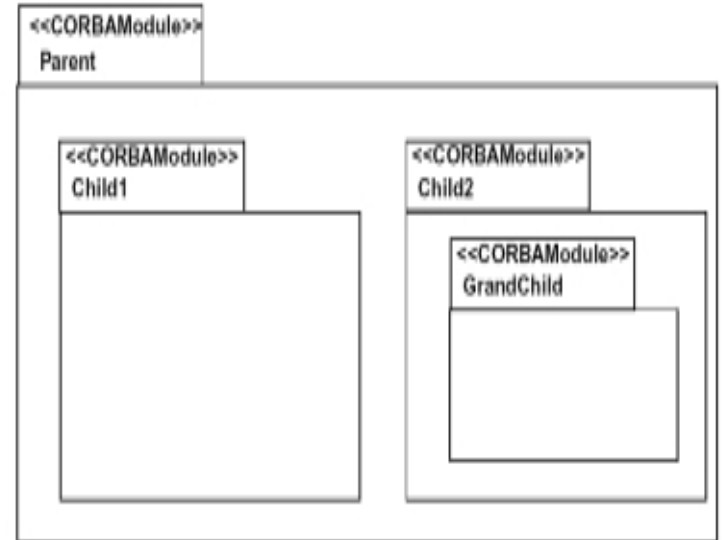 <<CORBAModule>>
Parent
<<CORBAModule>>
Child1
<<CORBAModule>>
Child2
<<CORBAModule>>
GrandChild